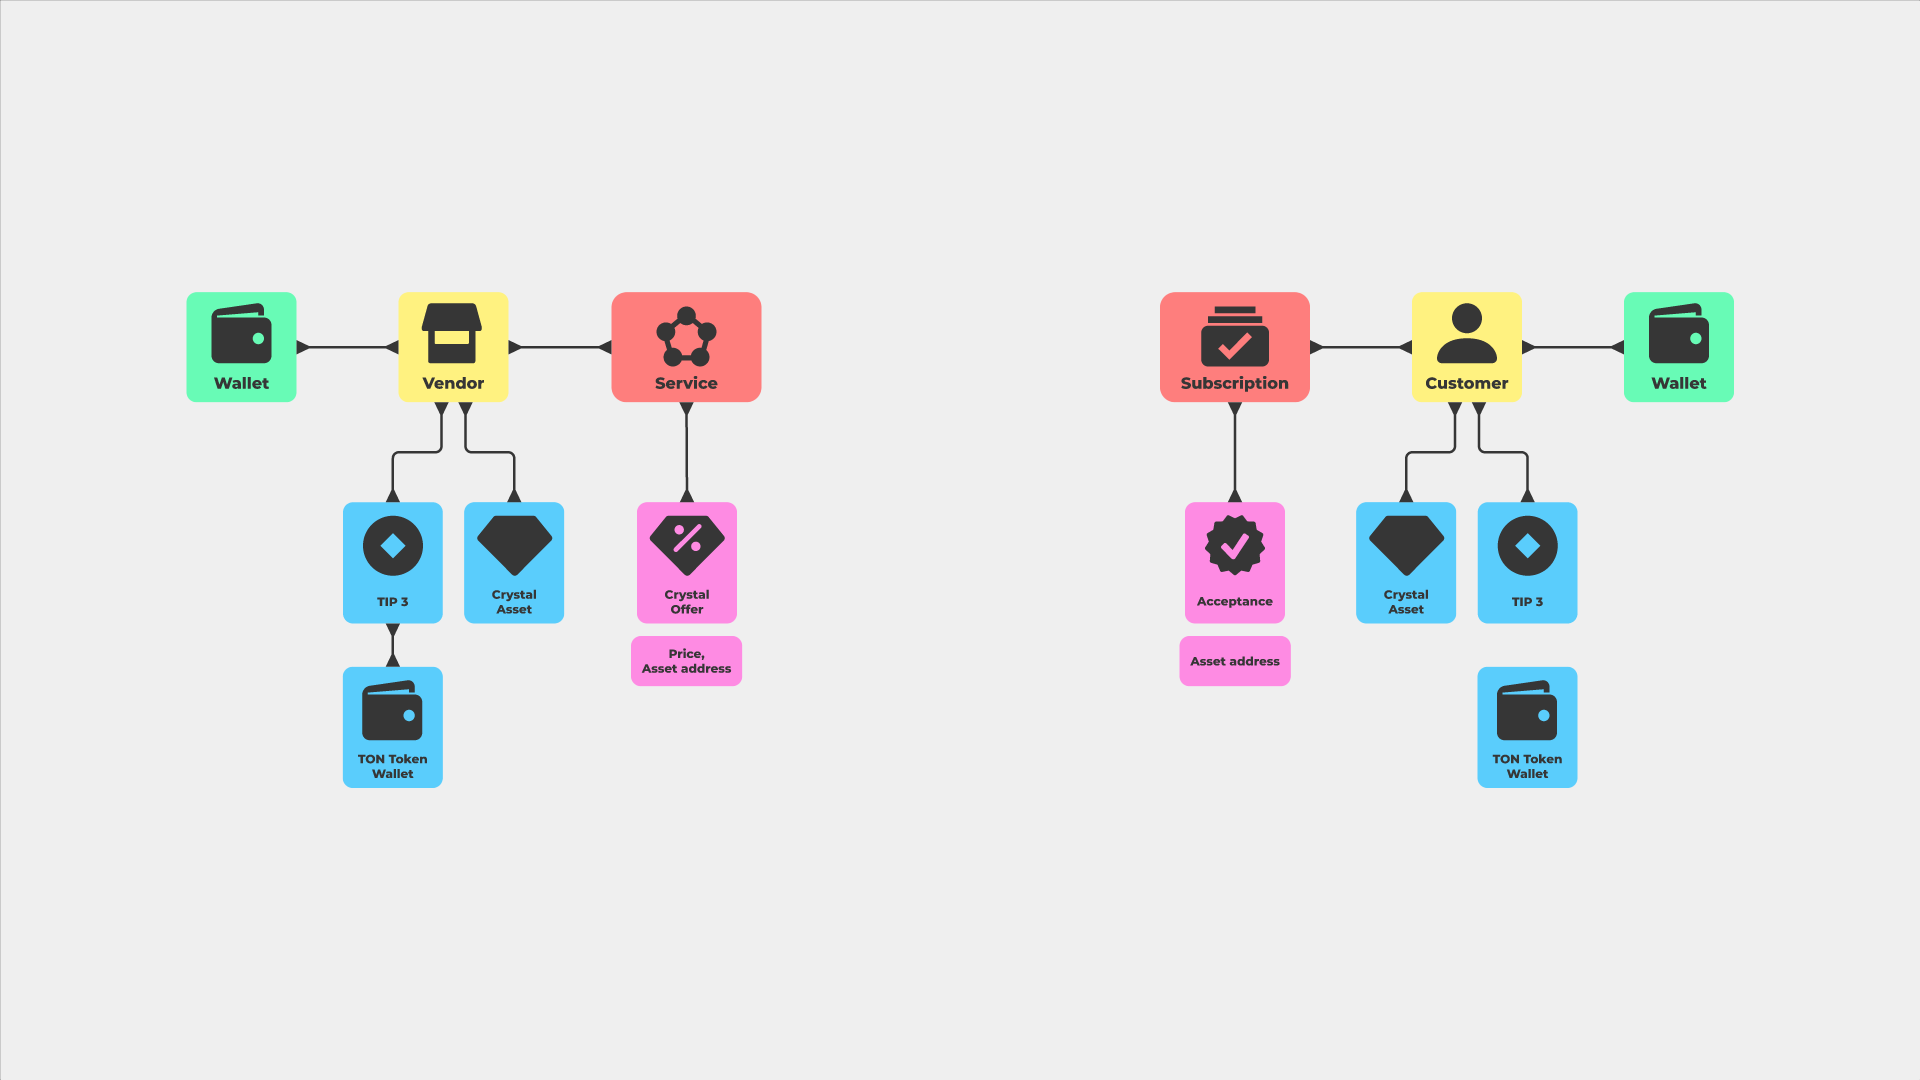 Wallet
Vendor
Service
Subscription
Customer
Wallet
TIP 3
Crystal
Asset
Crystal
Offer
Acceptance
Crystal
Asset
TIP 3
Price,
Asset address
Asset address
TON Token
Wallet
TON Token
Wallet